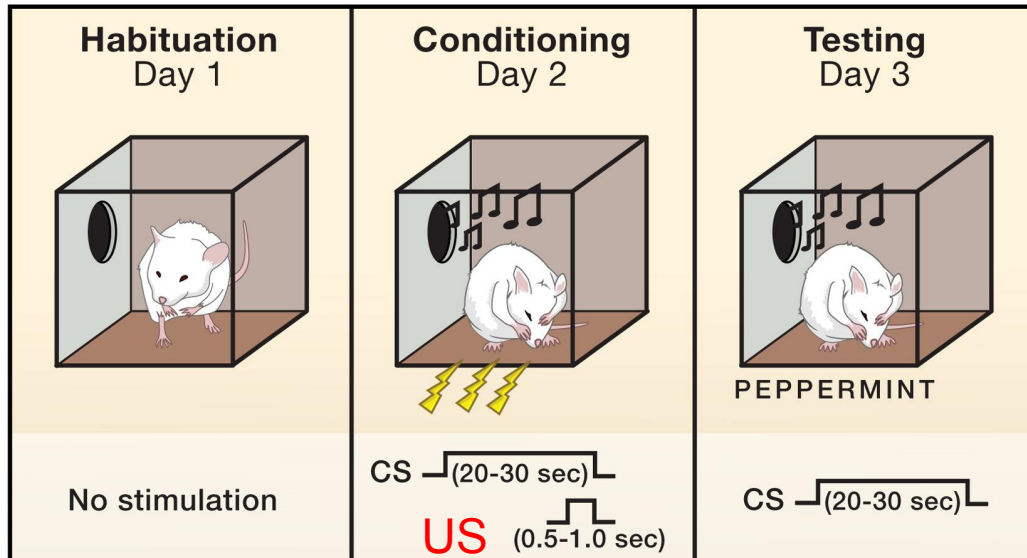 Habituation
Day 1
No stimulation
Conditioning
Day 2
CS (20-30 sec)
US (0.5-1.0 sec)
Testing
Day 3
PEPPERMINT
CS (20-30 sec)